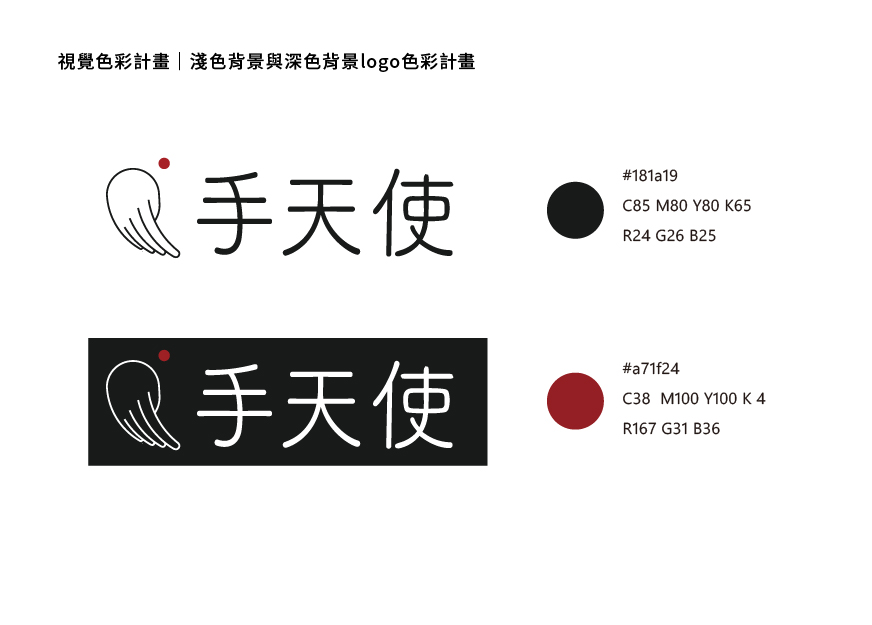 視覺色彩計畫｜淺色背景與深色背景logo色彩計畫
手天使
#181a19
C85 M80 Y80 K65
R24 G26 B25
手天使
#a71f24
C38  M100 Y100 K 4
R167 G31 B36